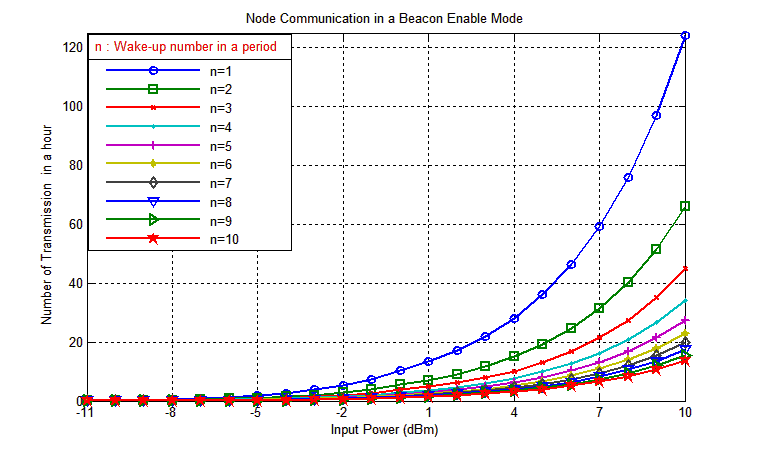 Node Communication in a Beacon Enable Mode
n : Wake-up number in a period
n=1
n=2
n=3
n=4
n=5
n=6
n=7
n=8
n=9
n=10
Number of Transmission in a hour
120
100
80
60
40
20
0
-11
-8
-5
-2
1
4
7
10
Input Power (dBm)